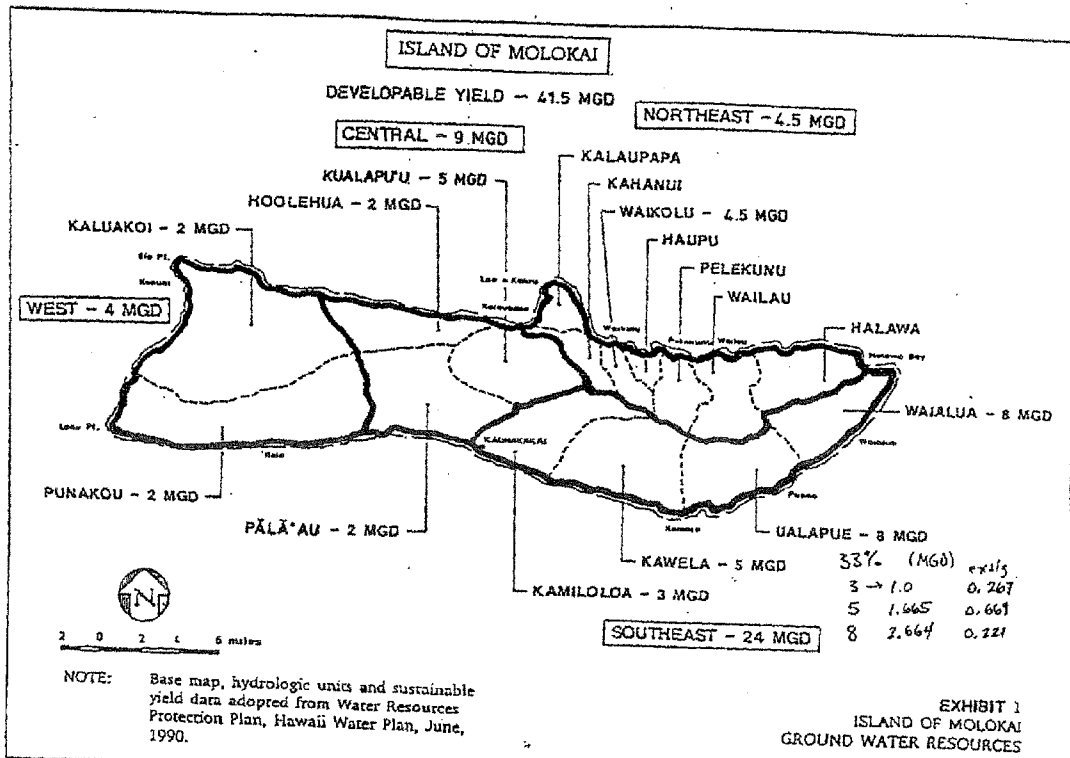 ISLAND OF MOLOKAI
DEVELOPABLE YIELD - 41.5 MGD
NORTHEAST - 4.5 MGD
CENTRAL - 9 MGD
KALAUPAPA
KUALAPU'U - 5 MGD
KAHANUI
HOOLEHUA - 2 MGD
WAIKOLU - 4.5 MGD
KALUAKOI - 2 MGD
HAUPU
PELEKUNU
WAILAU
WEST - 4 MGD
HALAWA
WAIALUA - 8 MGD
KAUNAKAKAI
PUNAKOU - 2 MGD
PĀLĀ'AU - 2 MGD
UALAPUE - 8 MGD
KAWELA - 5 MGD
KAMILOLOA - 3 MGD
SOUTHEAST - 24 MGD
33% (MGD)
3 → 1.0 0.267
5 1.665 0.669
8 2.664 0.221
N
2 0 2 4 6 miles
NOTE: Base map, hydrologic units and sustainable
yield data adopted from Water Resources
Protection Plan, Hawaii Water Plan, June,
1990.
EXHIBIT 1
ISLAND OF MOLOKAI
GROUND WATER RESOURCES